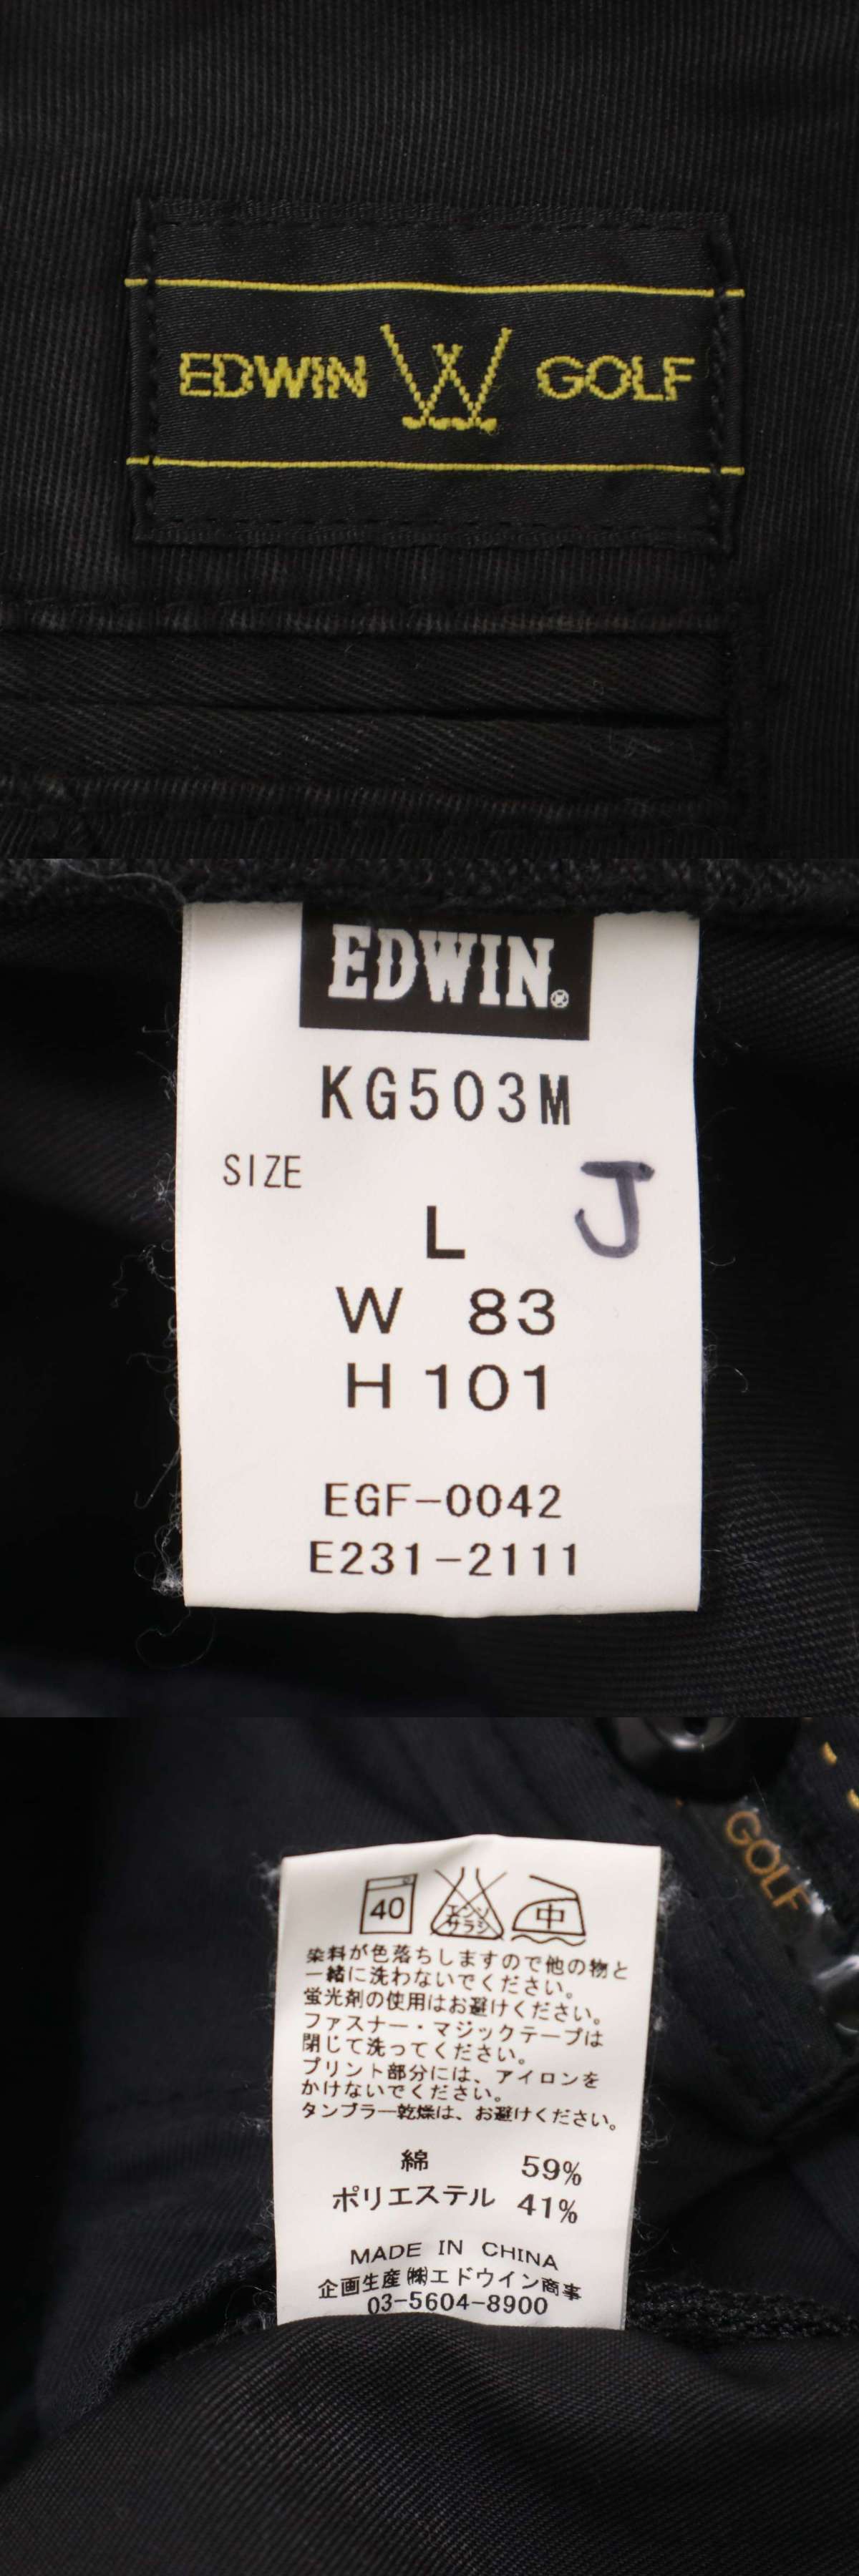 EDWIN GOLF
EDWIN®
KG503M
SIZE
J
L
W 83
H 101
EGF-0042
E231-2111
GOLF
40 エンソサラシ 中
染料が色落ちしますので他の物と
一緒に洗わないでください。
蛍光剤の使用はお避けください。
ファスナー・マジックテープは
閉じて洗ってください。
プリント部分には、アイロンを
かけないでください。
タンブラー乾燥は、お避けください。
綿 59%
ポリエステル 41%
MADE IN CHINA
企画生産㈱エドウイン商事
03-5604-8900